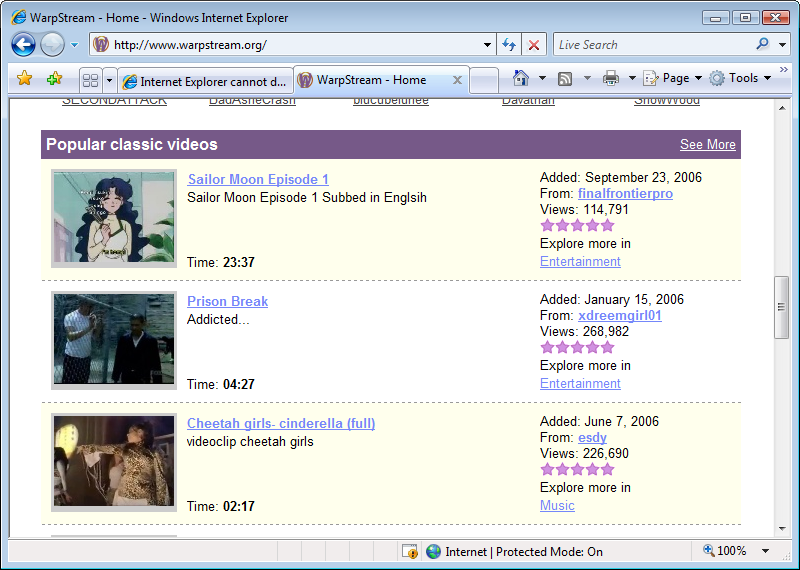 WarpStream - Home - Windows Internet Explorer
http://www.warpstream.org/
Live Search
Internet Explorer cannot d...
WarpStream - Home
Page
Tools
SECONDATTACK DadAsheCrash blucubelunee Davathan ShowWood
Popular classic videos
See More
Sailor Moon Episode 1
Sailor Moon Episode 1 Subbed in Englsih
Time: 23:37
Added: September 23, 2006
From: finalfrontierpro
Views: 114,791
Explore more in
Entertainment
Prison Break
Addicted...
Time: 04:27
Added: January 15, 2006
From: xdreemgirl01
Views: 268,982
Explore more in
Entertainment
Cheetah girls- cinderella (full)
videoclip cheetah girls
Time: 02:17
Added: June 7, 2006
From: esdy
Views: 226,690
Explore more in
Music
Internet | Protected Mode: On
100%